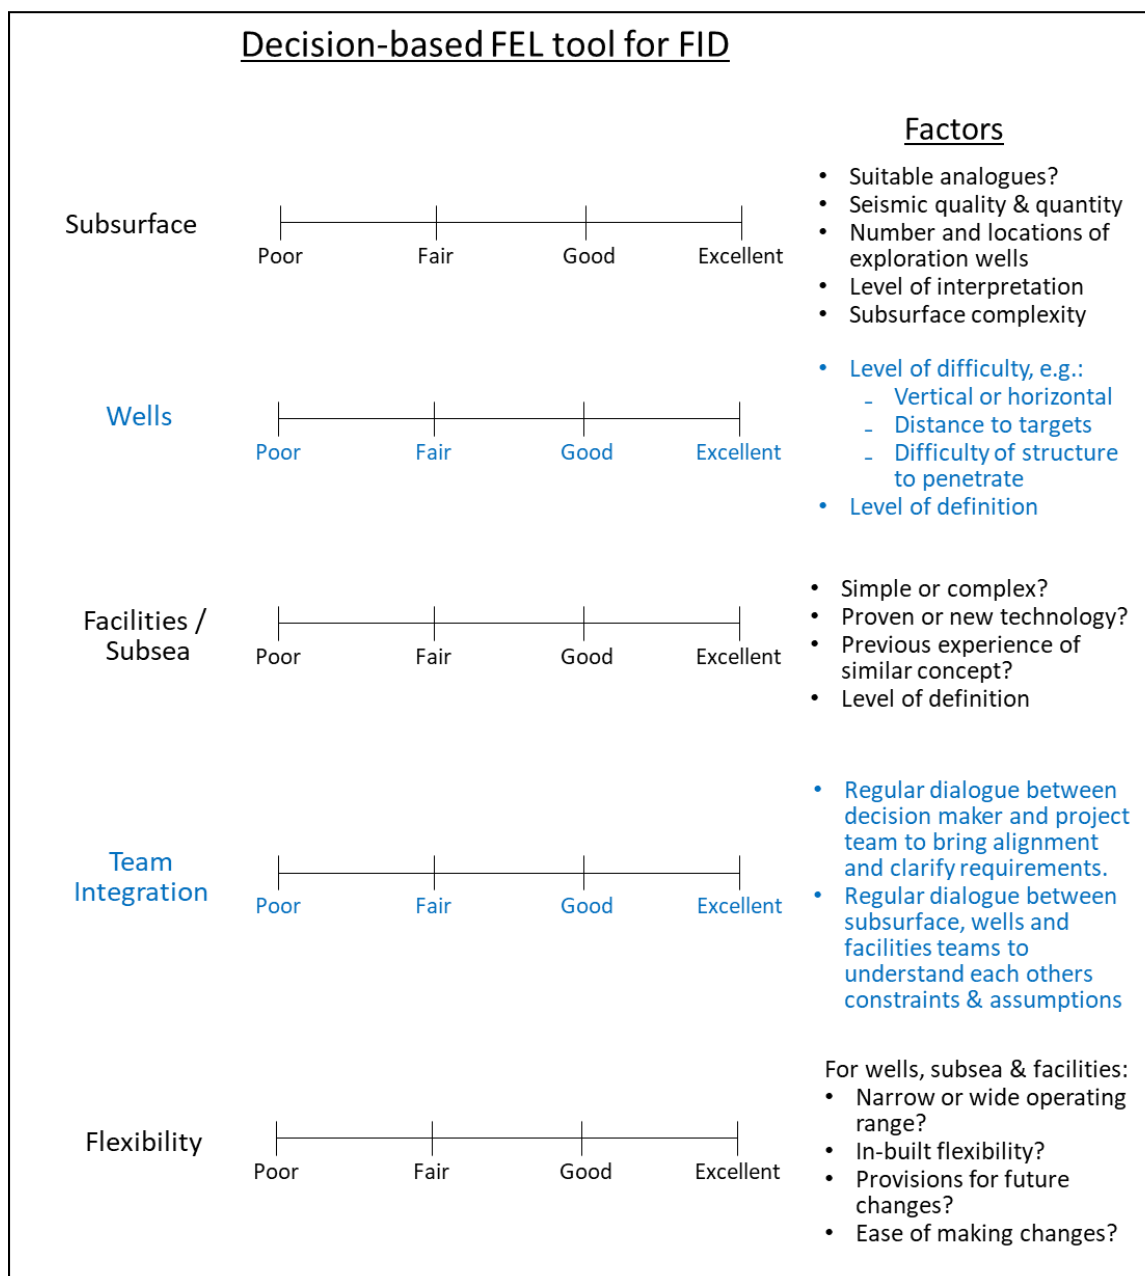 Decision-based FEL tool for FID
Factors
Subsurface
Poor Fair Good Excellent
• Suitable analogues?
• Seismic quality & quantity
• Number and locations of
exploration wells
• Level of interpretation
• Subsurface complexity
Wells
Poor Fair Good Excellent
• Level of difficulty, e.g.:
- Vertical or horizontal
- Distance to targets
- Difficulty of structure
to penetrate
• Level of definition
Facilities /
Subsea
Poor Fair Good Excellent
• Simple or complex?
• Proven or new technology?
• Previous experience of
similar concept?
• Level of definition
Team
Integration
Poor Fair Good Excellent
• Regular dialogue between
decision maker and project
team to bring alignment
and clarify requirements.
• Regular dialogue between
subsurface, wells and
facilities teams to
understand each others
constraints & assumptions
Flexibility
Poor Fair Good Excellent
For wells, subsea & facilities:
• Narrow or wide operating
range?
• In-built flexibility?
• Provisions for future
changes?
• Ease of making changes?